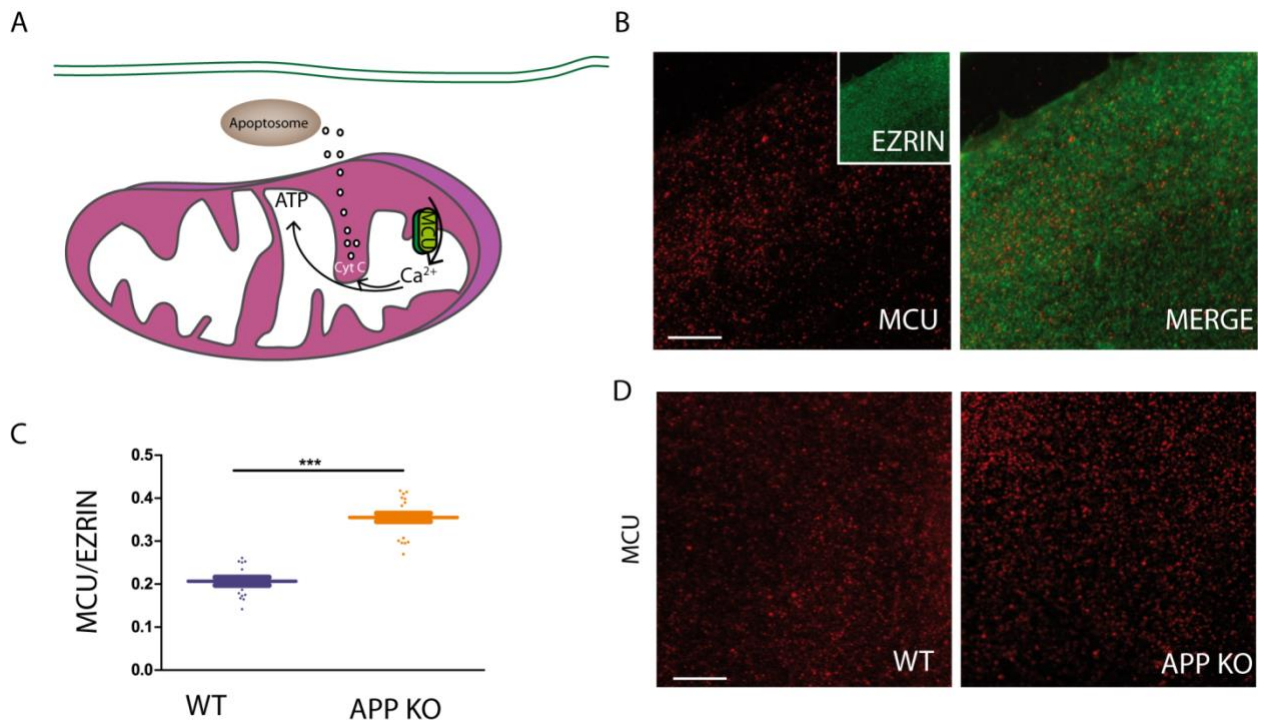 A
Apoptosome
ATP
MCU
Cyt C
Ca²⁺
B
EZRIN
MCU
MERGE
C
MCU/EZRIN
0.5
0.4
0.3
0.2
0.1
0.0
***
WT
APP KO
D
MCU
WT
APP KO